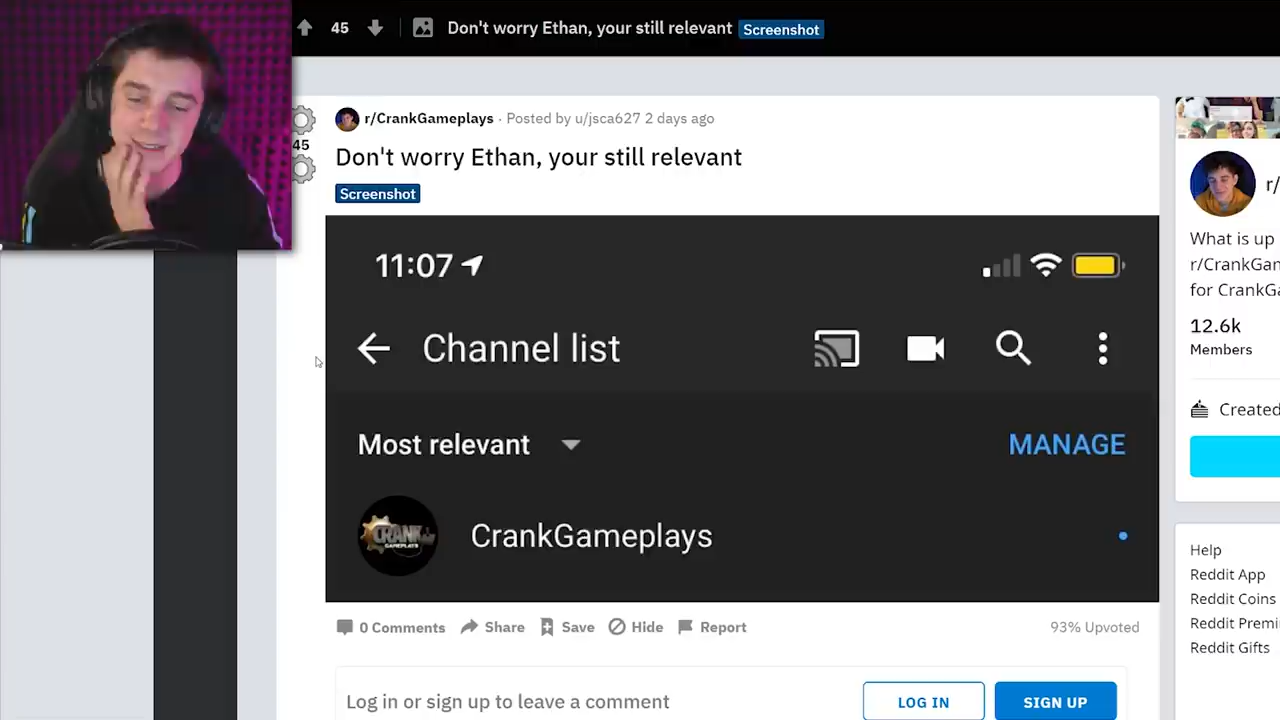 45
Don't worry Ethan, your still relevant Screenshot
r/CrankGameplays · Posted by u/jsca627 2 days ago
45
Don't worry Ethan, your still relevant
Screenshot
11:07
Channel list
Most relevant
MANAGE
CRANK
GAMEPLAYS
CrankGameplays
0 Comments Share Save Hide Report
93% Upvoted
Log in or sign up to leave a comment
LOG IN
SIGN UP
r/
What is up
r/CrankGam
for CrankGa
12.6k
Members
Created
Help
Reddit App
Reddit Coins
Reddit Premi
Reddit Gifts